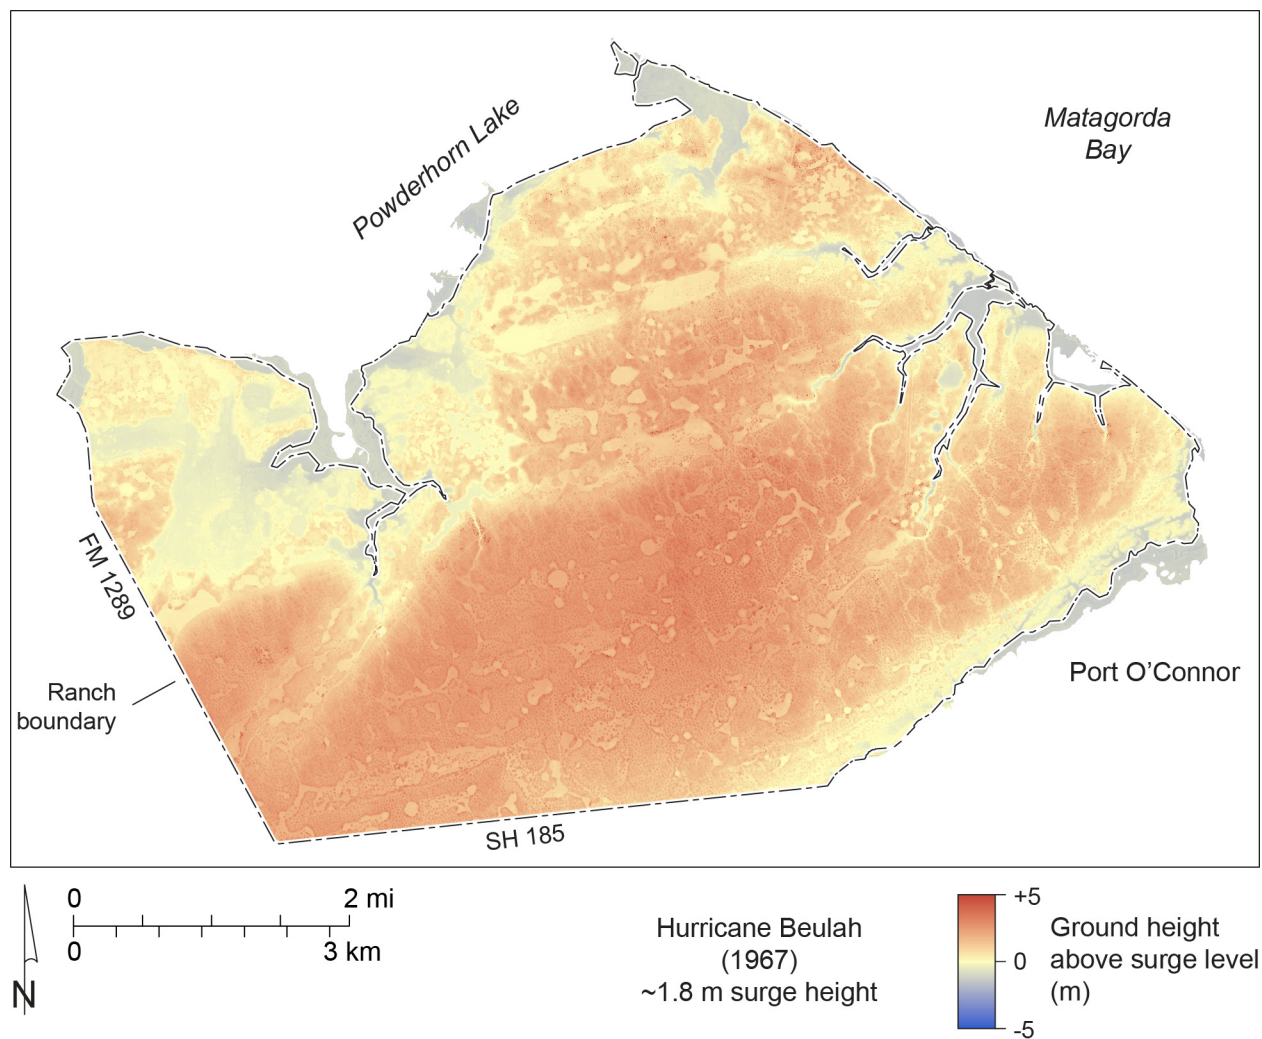 Powderhorn Lake
Matagorda
Bay
FM 1289
Ranch
boundary
Port O’Connor
SH 185
0
2 mi
0
3 km
N
Hurricane Beulah
(1967)
~1.8 m surge height
+5
0
-5
Ground height
above surge level
(m)